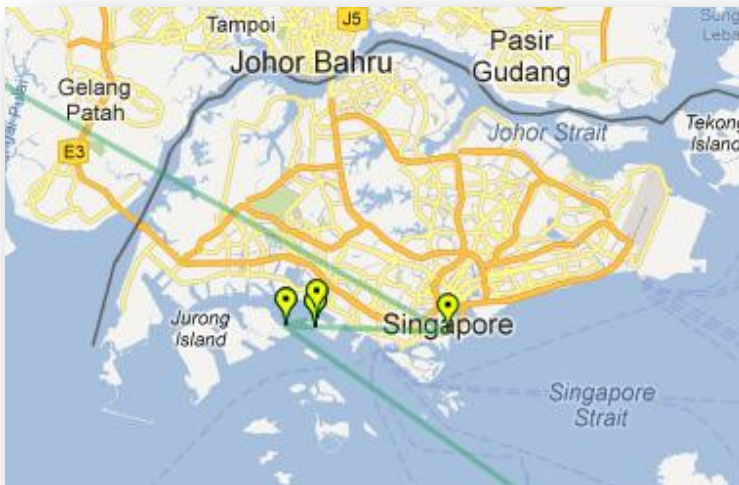 J5
Tampoi
Johor Bahru
Pasir
Gudang
Gelang
Patah
E3
Johor Strait
Tekong
Island
Jurong
Island
Singapore
Singapore
Strait